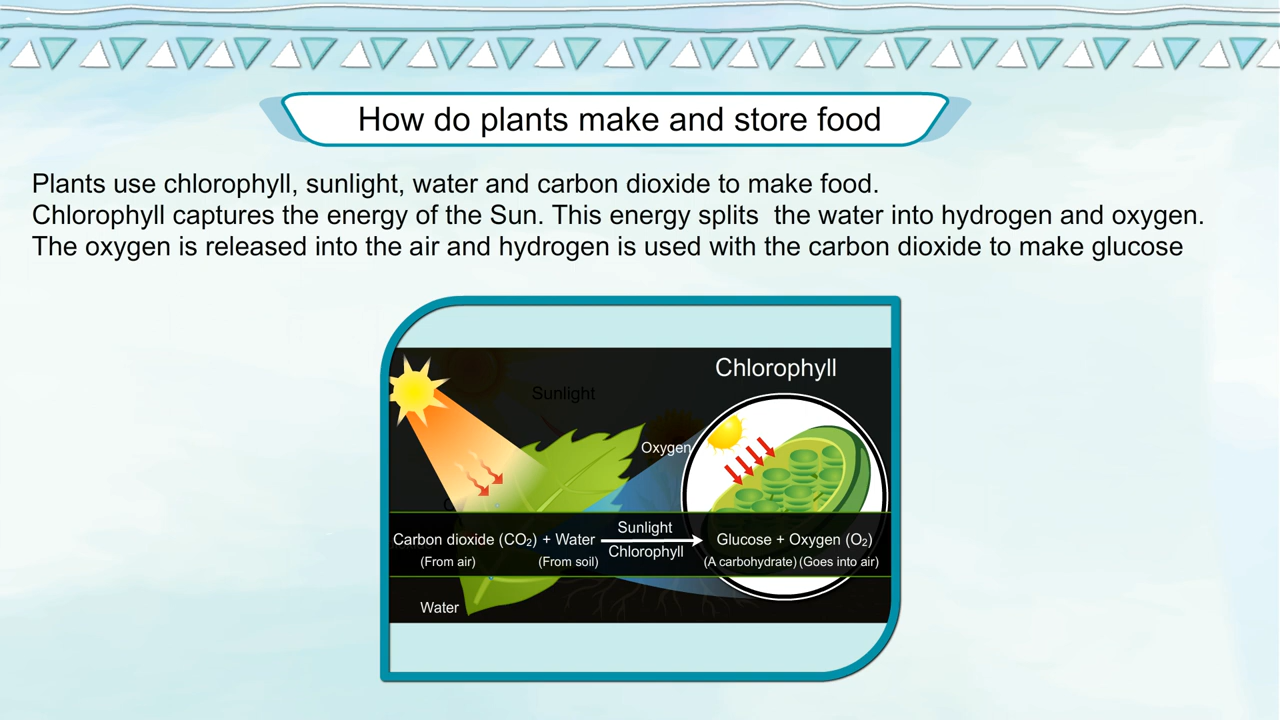 How do plants make and store food
Plants use chlorophyll, sunlight, water and carbon dioxide to make food.
Chlorophyll captures the energy of the Sun. This energy splits  the water into hydrogen and oxygen.
The oxygen is released into the air and hydrogen is used with the carbon dioxide to make glucose
Chlorophyll
Sunlight
Oxygen
Sunlight
Carbon dioxide (CO₂) + Water
Glucose + Oxygen (O₂)
Chlorophyll
(From air)
(From soil)
(A carbohydrate) (Goes into air)
Water